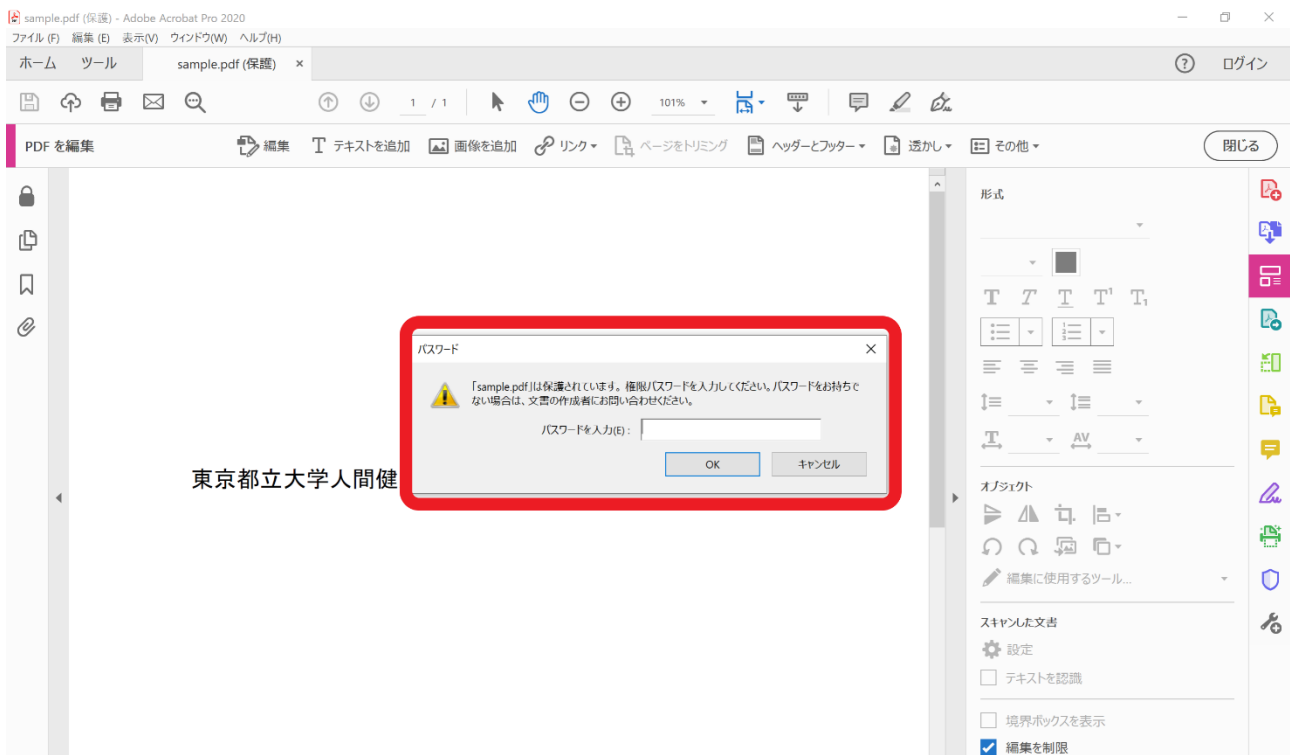 sample.pdf (保護) - Adobe Acrobat Pro 2020
ファイル (F) 編集 (E) 表示(V) ウィンドウ(W) ヘルプ(H)
ホーム ツール sample.pdf (保護) × ? ログイン
1 / 1 101%
PDF を編集 編集 テキストを追加 画像を追加 リンク ページをトリミング ヘッダーとフッター 透かし その他 閉じる
形式
パスワード
「sample.pdf」は保護されています。権限パスワードを入力してください。パスワードをお持ちで
ない場合は、文書の作成者にお問い合わせください。
パスワードを入力(E) :
OK キャンセル
東京都立大学人間健
オブジェクト
編集に使用するツール...
スキャンした文書
設定
テキストを認識
境界ボックスを表示
編集を制限